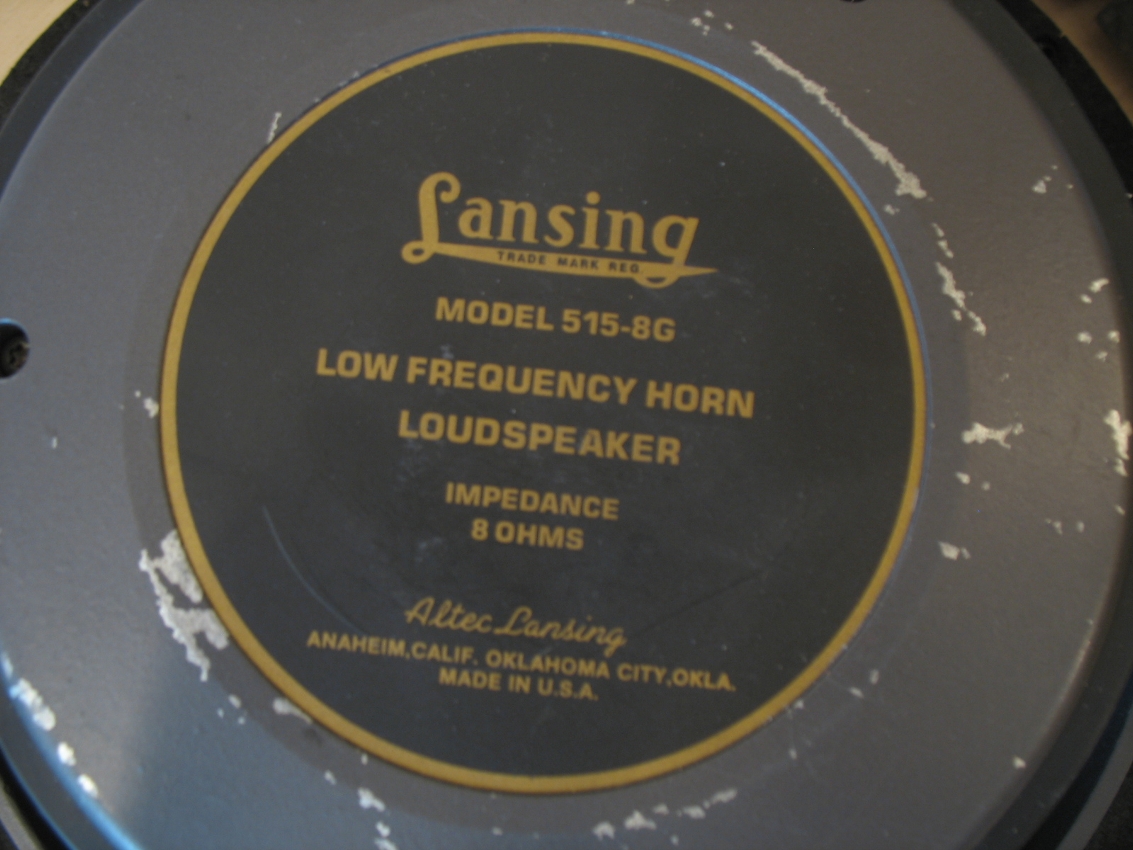 Lansing
TRADE MARK REG.
MODEL 515-8G
LOW FREQUENCY HORN
LOUDSPEAKER
IMPEDANCE
8 OHMS
Altec Lansing
ANAHEIM, CALIF. OKLAHOMA CITY, OKLA.
MADE IN U.S.A.